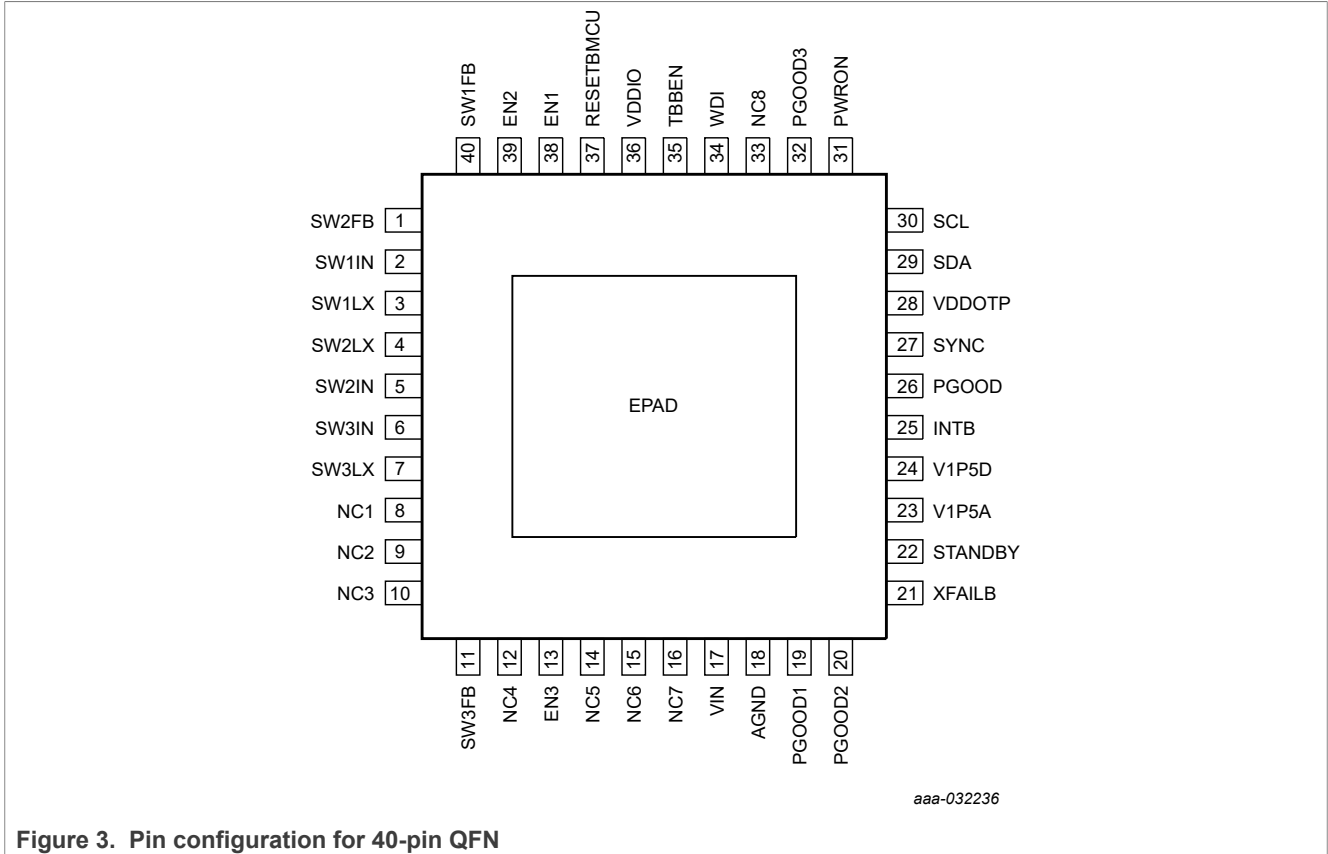 SW1FB
EN2
EN1
RESETBMCU
VDDIO
TBBEN
WDI
NC8
PGOOD3
PWRON
40
39
38
37
36
35
34
33
32
31
SW2FB 1
SW1IN 2
SW1LX 3
SW2LX 4
SW2IN 5
SW3IN 6
SW3LX 7
NC1 8
NC2 9
NC3 10
EPAD
30 SCL
29 SDA
28 VDDOTP
27 SYNC
26 PGOOD
25 INTB
24 V1P5D
23 V1P5A
22 STANDBY
21 XFAILB
11
12
13
14
15
16
17
18
19
20
SW3FB
NC4
EN3
NC5
NC6
NC7
VIN
AGND
PGOOD1
PGOOD2
aaa-032236
Figure 3. Pin configuration for 40-pin QFN